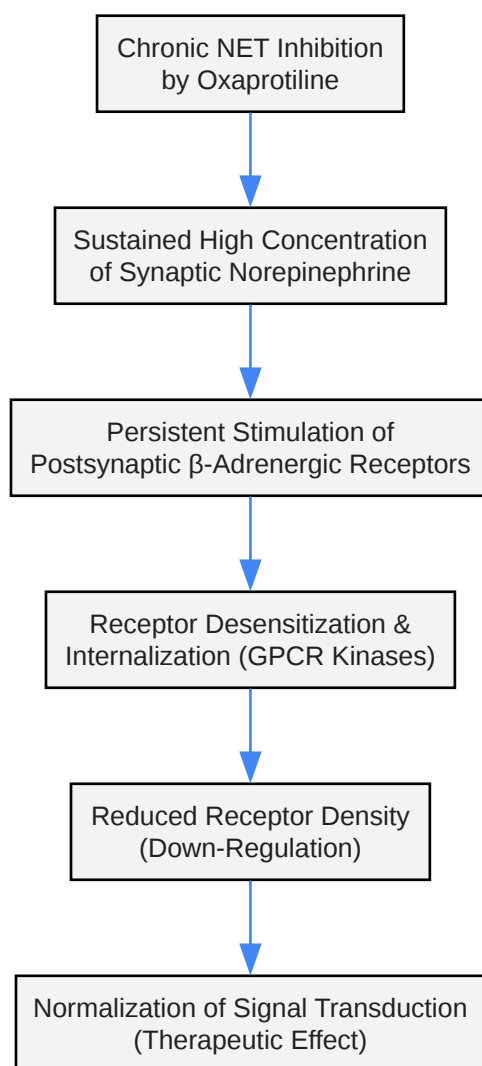 Chronic NET Inhibition
by Oxaprotiline
Sustained High Concentration
of Synaptic Norepinephrine
Persistent Stimulation of
Postsynaptic β-Adrenergic Receptors
Receptor Desensitization &
Internalization (GPCR Kinases)
Reduced Receptor Density
(Down-Regulation)
Normalization of Signal Transduction
(Therapeutic Effect)